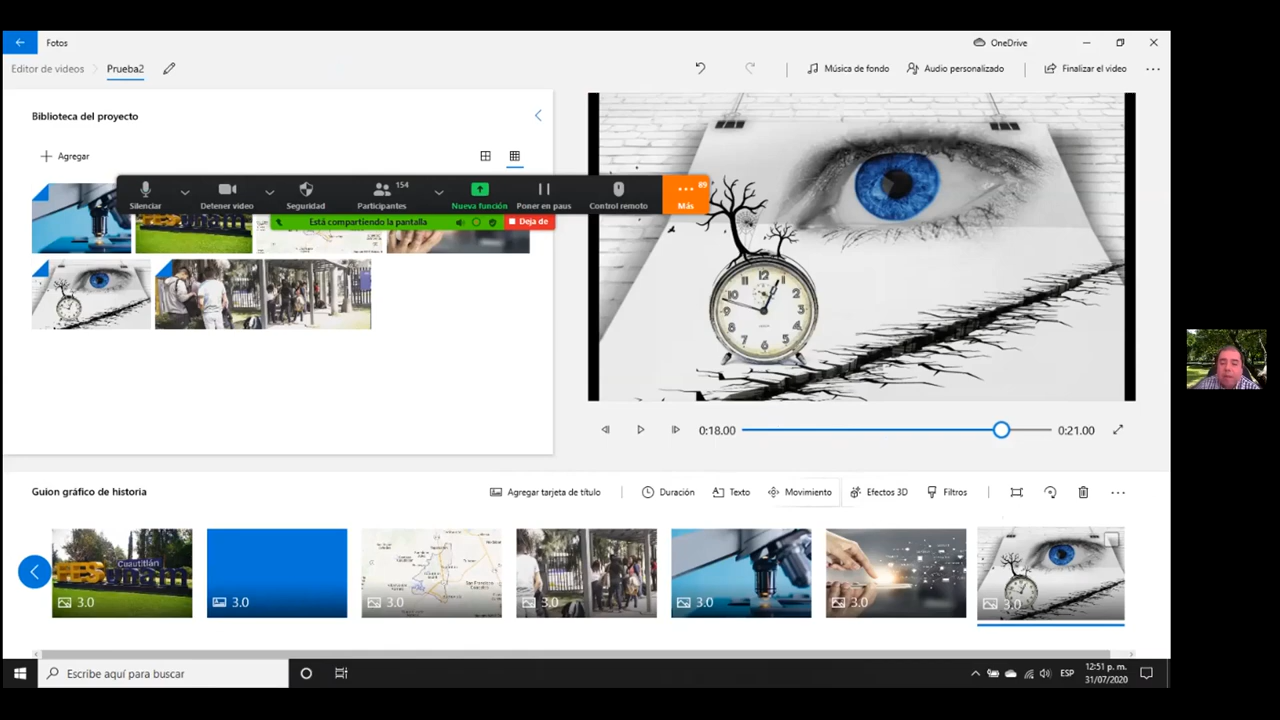 Fotos
OneDrive
Editor de videos
Prueba2
Música de fondo
Audio personalizado
Finalizar el video
Biblioteca del proyecto
Agregar
154
89
Silenciar
Detener video
Seguridad
Participantes
Nueva función
Poner en paus
Control remoto
Más
Está compartiendo la pantalla
Deja de
0:18.00
0:21.00
Guion gráfico de historia
Agregar tarjeta de título
Duración
Texto
Movimiento
Efectos 3D
Filtros
Cuautitlán
unam
3.0
3.0
3.0
3.0
3.0
3.0
3.0
Escribe aquí para buscar
ESP
12:51 p. m.
31/07/2020